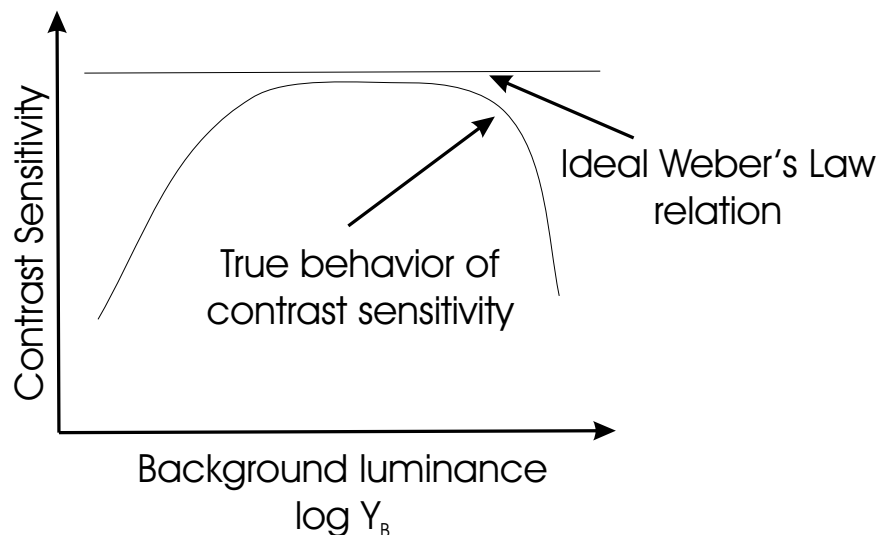 Contrast Sensitivity
Ideal Weber's Law
relation
True behavior of
contrast sensitivity
Background luminance
log Y_B